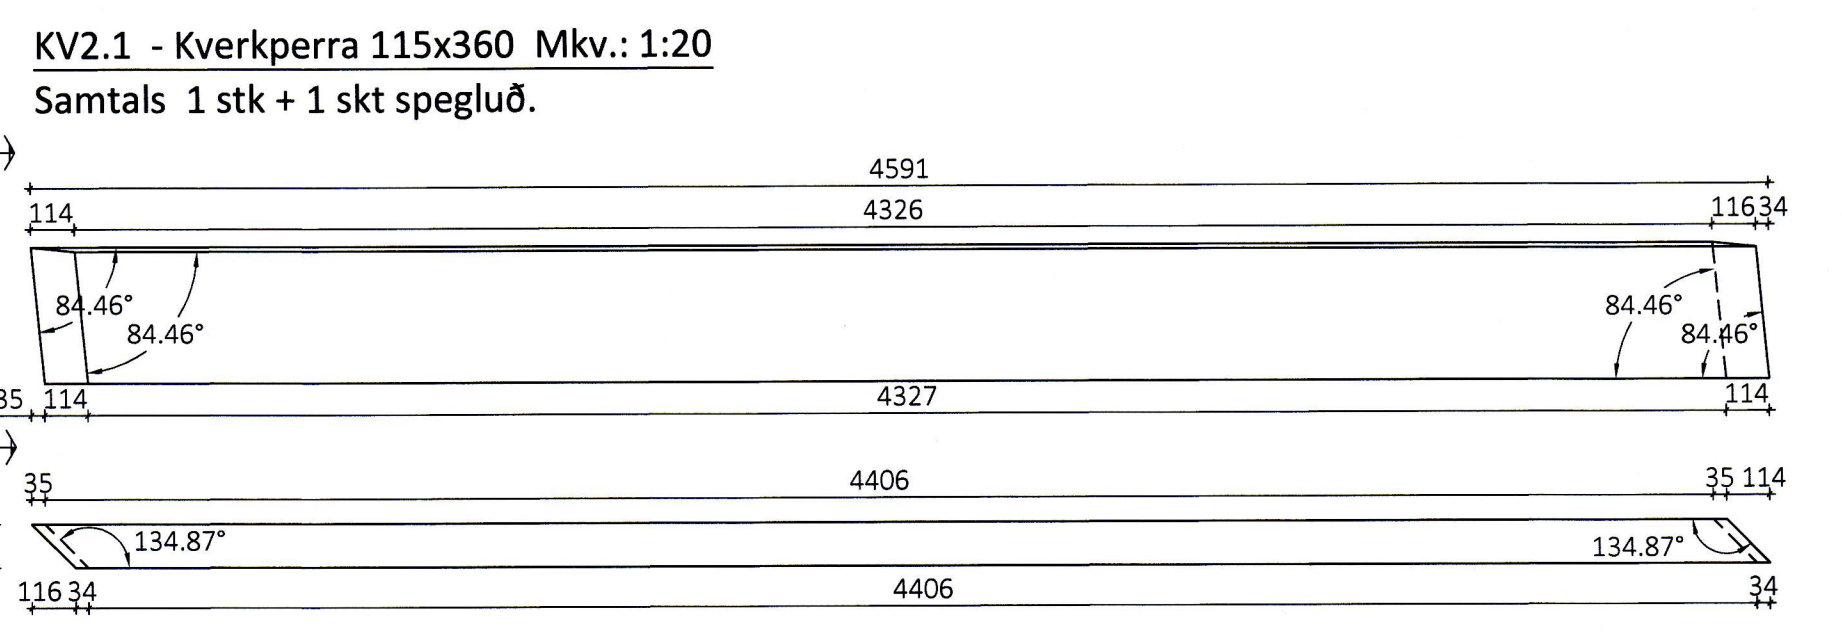 KV2.1 - Kverkperra 115x360 Mkv.: 1:20
Samtals 1 stk + 1 skt spegluð.
4591
114 4326 116 34
84.46° 84.46°
84.46° 84.46°
35 114 4327 114
35 4406 35 114
134.87° 134.87°
116 34 4406 34